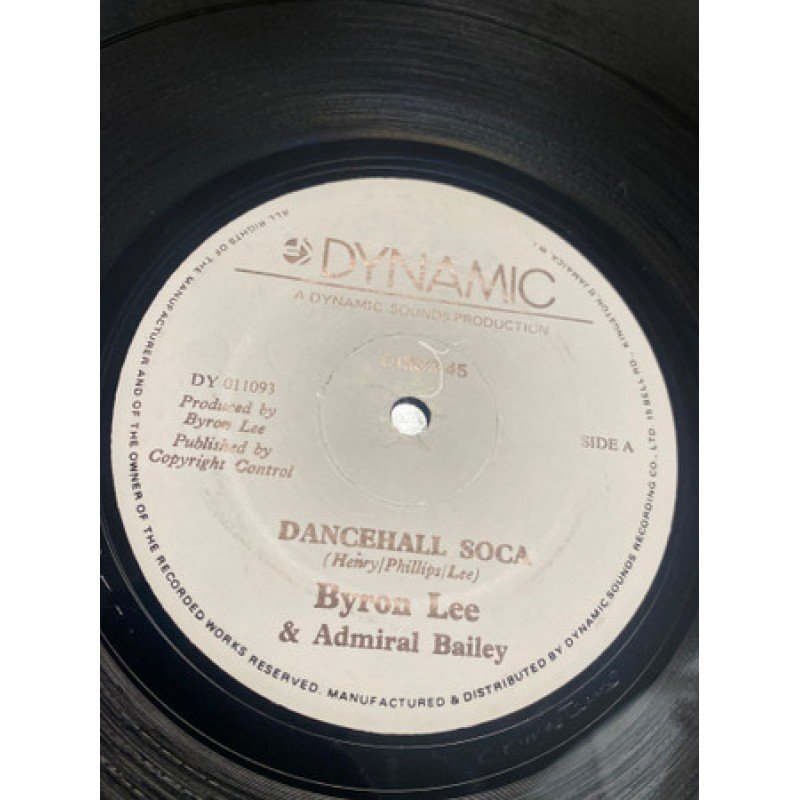 DYNAMIC
A DYNAMIC SOUNDS PRODUCTION
45
DY 011093
Produced by
Byron Lee
Published by
Copyright Control
SIDE A
DANCEHALL SOCA
(Henry/Phillips/Lee)
Byron Lee
& Admiral Bailey
ALL RIGHTS OF THE MANUFACTURER AND OF THE OWNER OF THE RECORDED WORKS RESERVED. MANUFACTURED & DISTRIBUTED BY DYNAMIC SOUNDS RECORDING CO., LTD 15 BELL RD. KINGSTON 11 JAMAICA W.I.